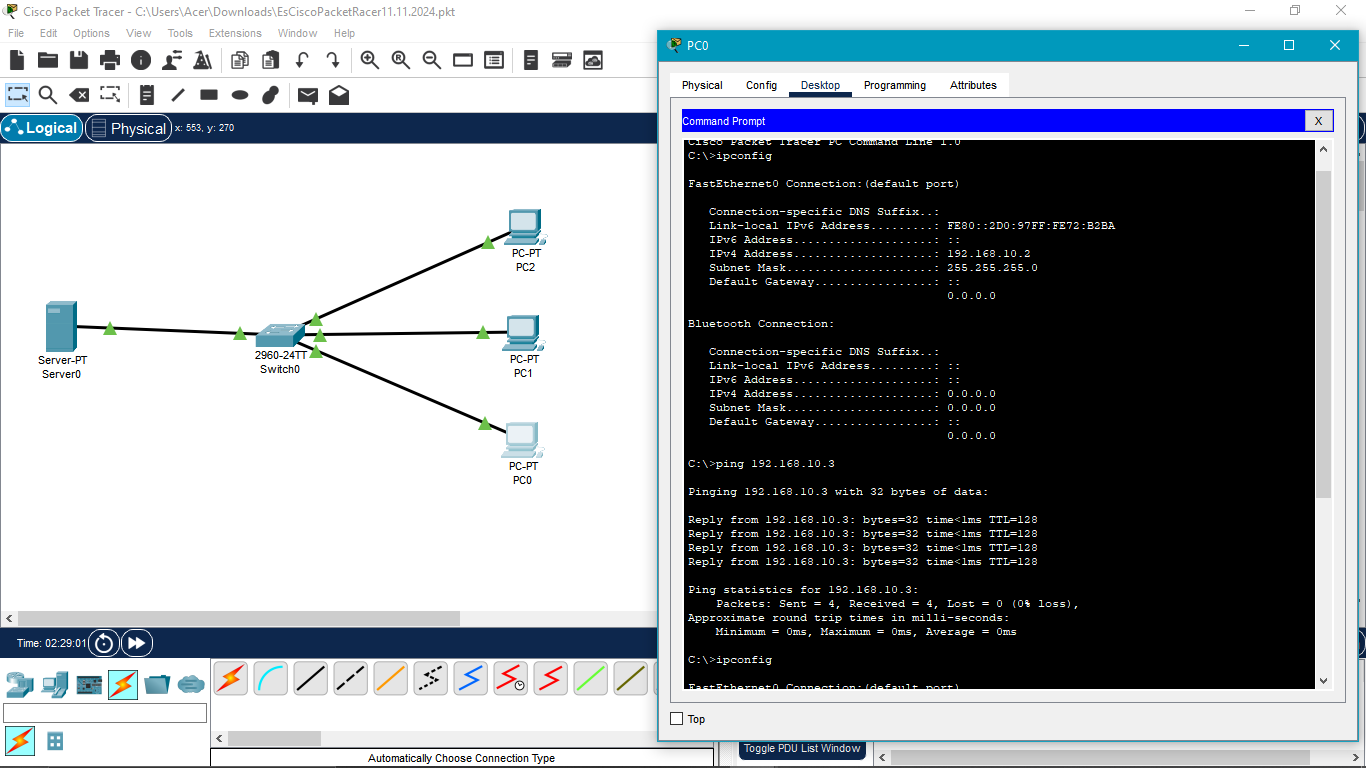 Cisco Packet Tracer - C:\Users\Acer\Downloads\EsCiscoPacketRacer11.11.2024.pkt
File Edit Options View Tools Extensions Window Help
Logical Physical x: 553, y: 270
PC-PT
PC2
Server-PT
Server0
2960-24TT
Switch0
PC-PT
PC1
PC-PT
PC0
Time: 02:29:01
Automatically Choose Connection Type
Toggle PDU List Window
PC0
Physical Config Desktop Programming Attributes
Command Prompt X
Cisco Packet Tracer PC Command Line 1.0
C:\>ipconfig
FastEthernet0 Connection:(default port)
Connection-specific DNS Suffix..:
Link-local IPv6 Address.........: FE80::2D0:97FF:FE72:B2BA
IPv6 Address....................: ::
IPv4 Address....................: 192.168.10.2
Subnet Mask.....................: 255.255.255.0
Default Gateway.................: ::
0.0.0.0
Bluetooth Connection:
Connection-specific DNS Suffix..:
Link-local IPv6 Address.........: ::
IPv6 Address....................: ::
IPv4 Address....................: 0.0.0.0
Subnet Mask.....................: 0.0.0.0
Default Gateway.................: ::
0.0.0.0
C:\>ping 192.168.10.3
Pinging 192.168.10.3 with 32 bytes of data:
Reply from 192.168.10.3: bytes=32 time<1ms TTL=128
Reply from 192.168.10.3: bytes=32 time<1ms TTL=128
Reply from 192.168.10.3: bytes=32 time<1ms TTL=128
Reply from 192.168.10.3: bytes=32 time<1ms TTL=128
Ping statistics for 192.168.10.3:
Packets: Sent = 4, Received = 4, Lost = 0 (0% loss),
Approximate round trip times in milli-seconds:
Minimum = 0ms, Maximum = 0ms, Average = 0ms
C:\>ipconfig
FastEthernet0 Connection:(default port)
Top